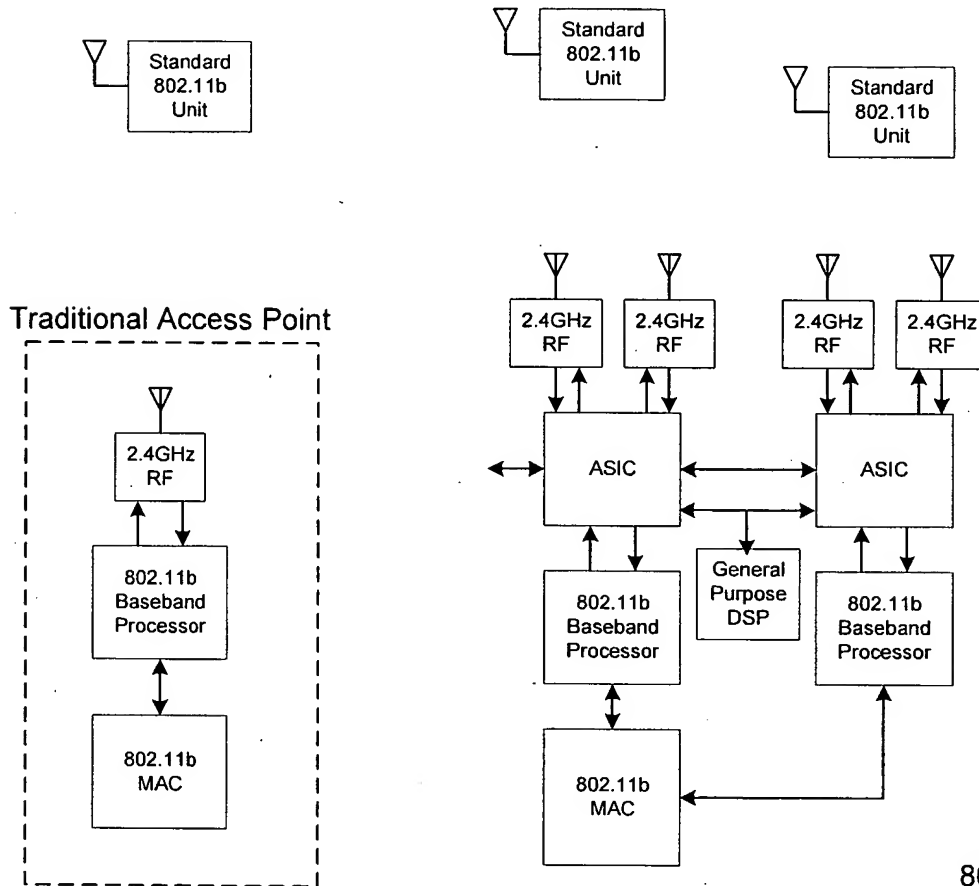 Standard
802.11b
Unit
Standard
802.11b
Unit
Standard
802.11b
Unit
Traditional Access Point
2.4GHz
RF
802.11b
Baseband
Processor
802.11b
MAC
2.4GHz
RF
2.4GHz
RF
2.4GHz
RF
2.4GHz
RF
ASIC
ASIC
802.11b
Baseband
Processor
General
Purpose
DSP
802.11b
Baseband
Processor
802.11b
MAC